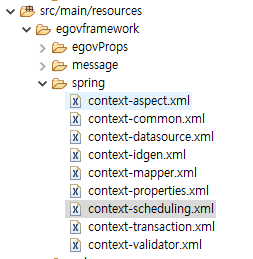 src/main/resources
egovframework
egovProps
message
spring
context-aspect.xml
context-common.xml
context-datasource.xml
context-idgen.xml
context-mapper.xml
context-properties.xml
context-scheduling.xml
context-transaction.xml
context-validator.xml